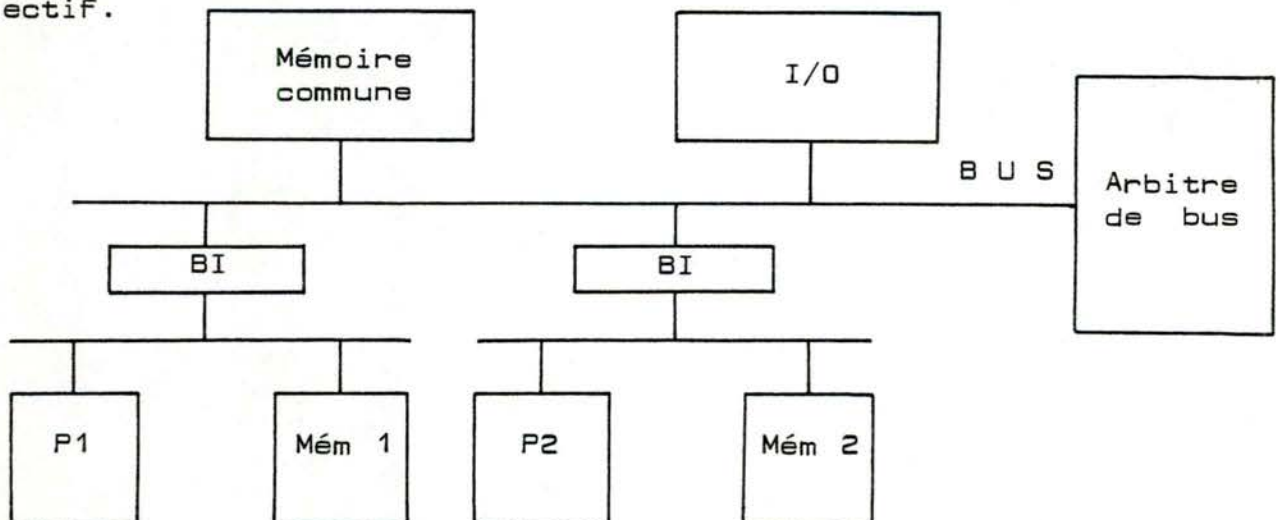 ectif.
Mémoire
commune
I/O
B U S
Arbitre
de bus
BI
BI
P1
Mém 1
P2
Mém 2